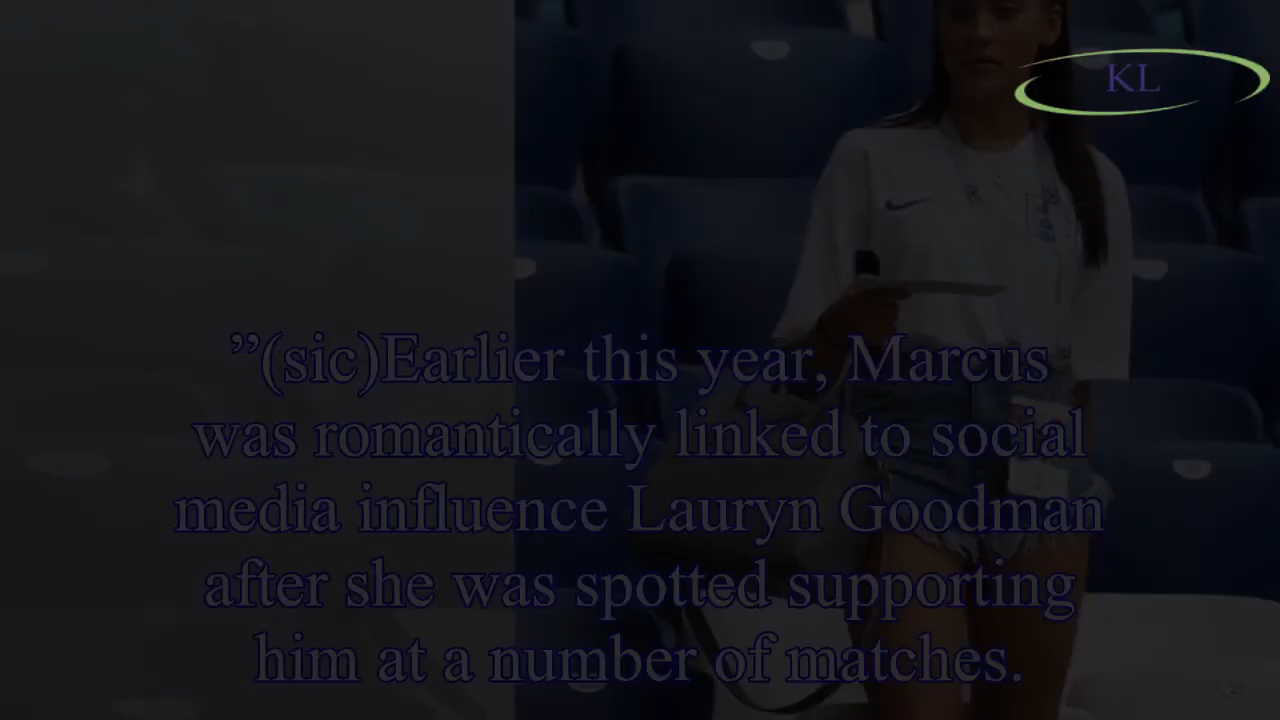 KL
”(sic)Earlier this year, Marcus
was romantically linked to social
media influence Lauryn Goodman
after she was spotted supporting
him at a number of matches.